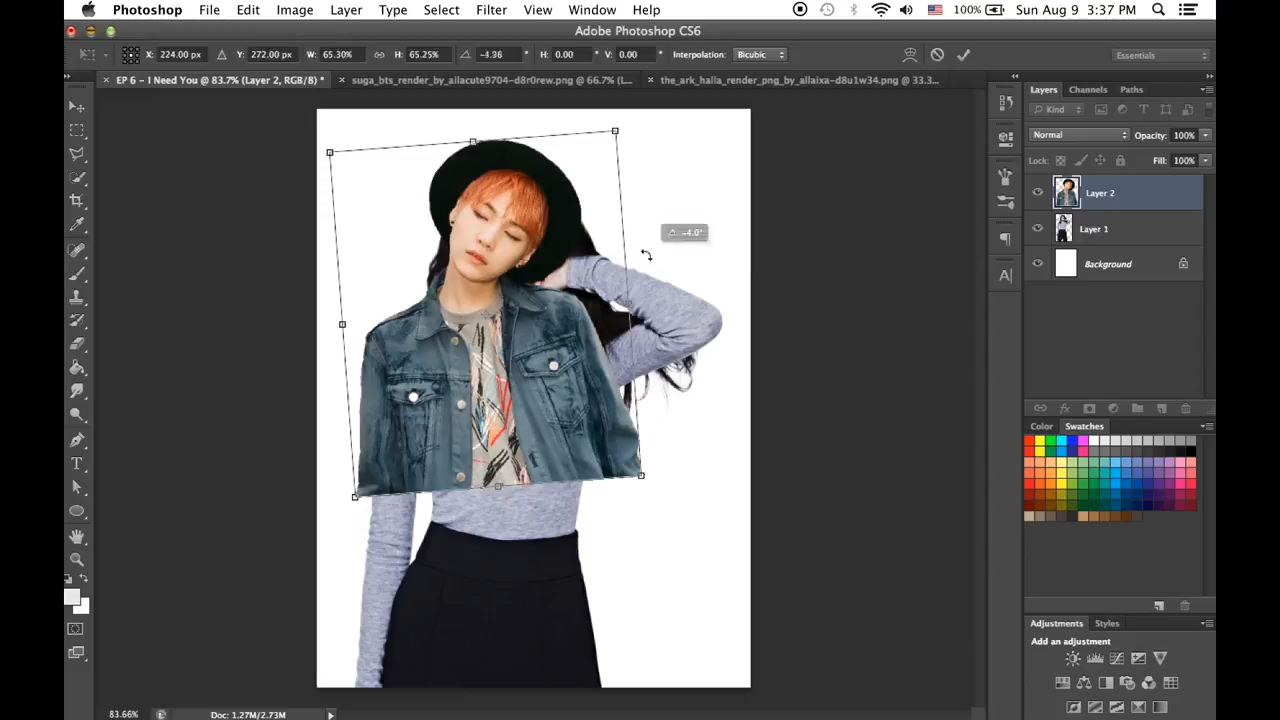 Photoshop File Edit Image Layer Type Select Filter View Window Help 100% Sun Aug 9 3:37 PM
Adobe Photoshop CS6
X: 224.00 px Y: 272.00 px W: 65.30% H: 65.25% -4.96 ° H: 0.00 ° V: 0.00 ° Interpolation: Bicubic Essentials
× EP 6 - I Need You @ 83.7% (Layer 2, RGB/8) * × suga_bts_render_by_ailacute9704-d8r0rew.png @ 66.7% (L... × the_ark_halla_render_png_by_allaixa-d8u1w34.png @ 33.3...
Layers Channels Paths
Kind
Normal Opacity: 100%
Lock: Fill: 100%
Layer 2
Layer 1
Background
-4.0°
Color Swatches
Adjustments Styles
Add an adjustment
83.66% Doc: 1.27M/2.73M